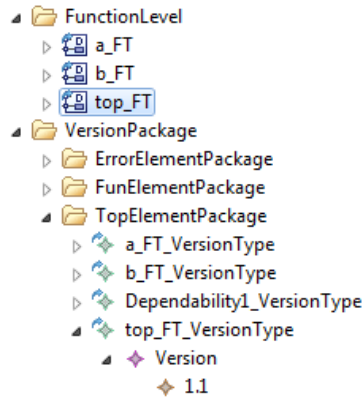 FunctionLevel
a_FT
b_FT
top_FT
VersionPackage
ErrorElementPackage
FunElementPackage
TopElementPackage
a_FT_VersionType
b_FT_VersionType
Dependability1_VersionType
top_FT_VersionType
Version
1.1